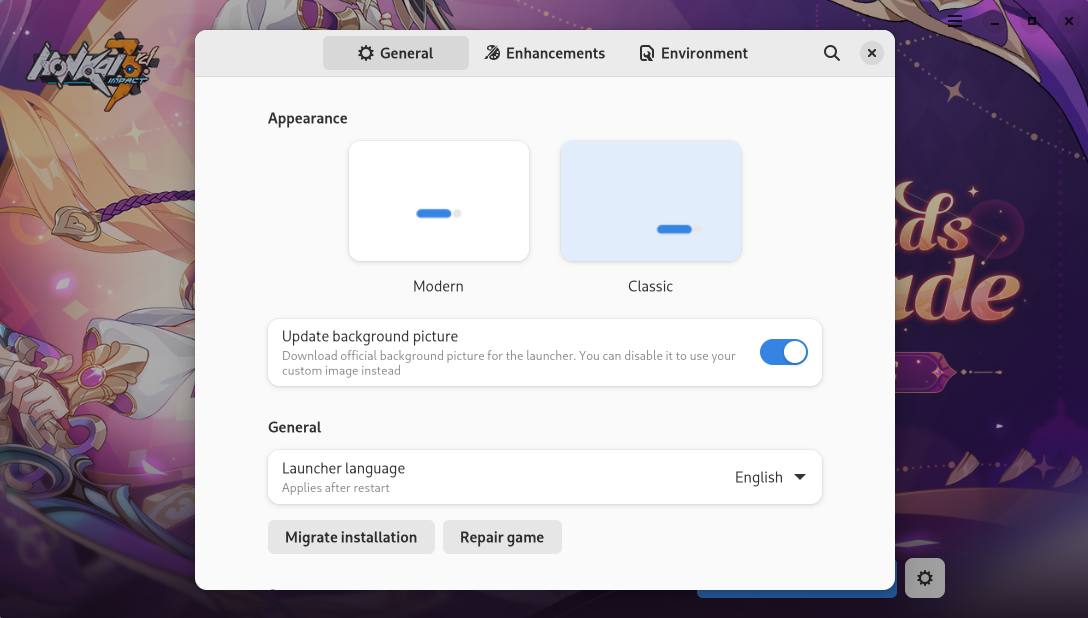 HONKAI 3rd
IMPACT
General
Enhancements
Environment
Appearance
Modern
Classic
Update background picture
Download official background picture for the launcher. You can disable it to use your
custom image instead
General
Launcher language
Applies after restart
English
Migrate installation
Repair game